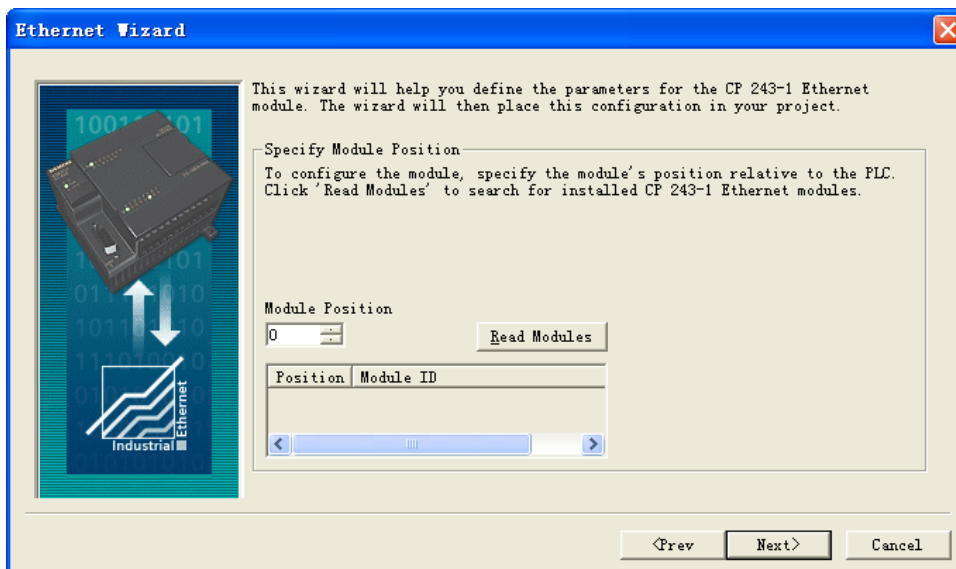 Ethernet Wizard
This wizard will help you define the parameters for the CP 243-1 Ethernet
module. The wizard will then place this configuration in your project.
Specify Module Position
To configure the module, specify the module's position relative to the PLC.
Click 'Read Modules' to search for installed CP 243-1 Ethernet modules.
Module Position
0
Read Modules
Position Module ID
Industrial Ethernet
<Prev
Next>
Cancel